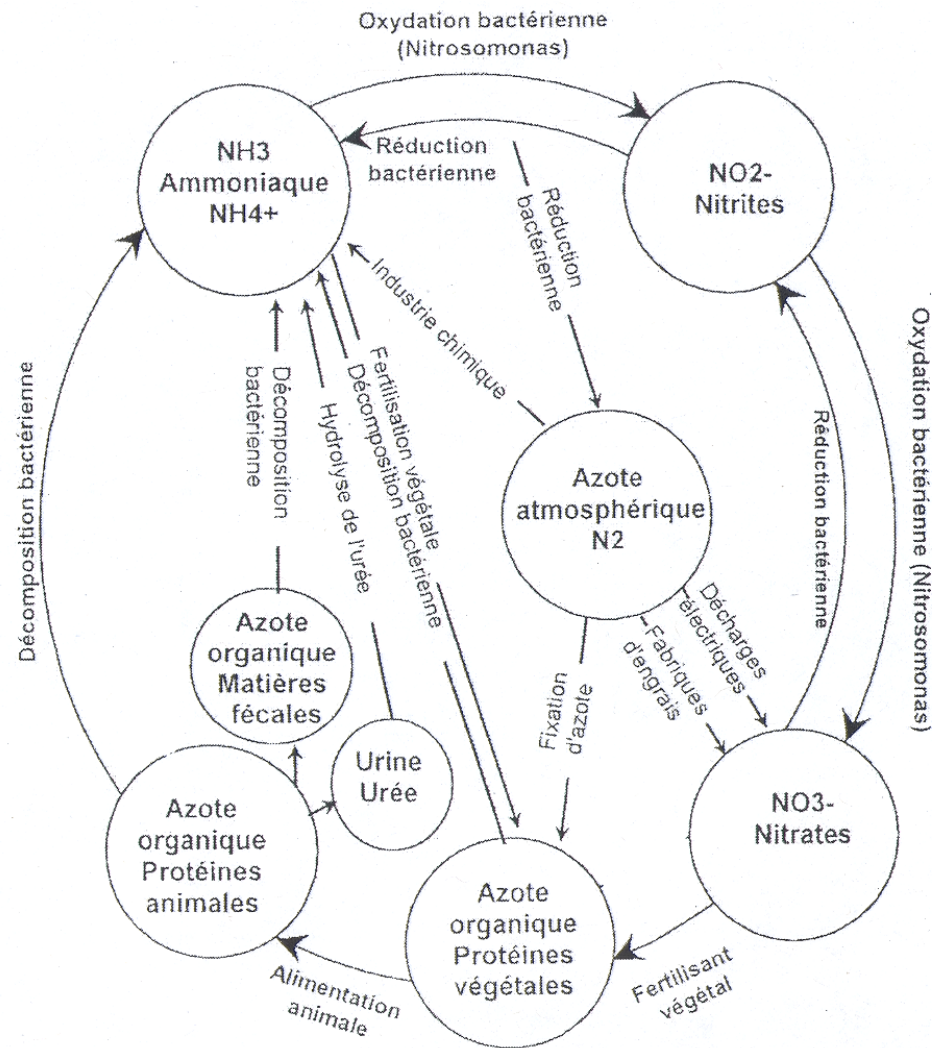 Oxydation bactérienne
(Nitrosomonas)
NH3
Ammoniaque
NH4+
Réduction
bactérienne
NO2-
Nitrites
Réduction
bactérienne
Industrie chimique
Décomposition bactérienne
Décomposition
bactérienne
Hydrolyse de l'urée
Fertilisation végétale
Décomposition bactérienne
Azote
atmosphérique
N2
Réduction bactérienne
Oxydation bactérienne (Nitrosomonas)
Décharges
électriques
Fabriques
d'engrais
Fixation
d'azote
Azote
organique
Matières
fécales
Urine
Urée
Azote
organique
Protéines
animales
NO3-
Nitrates
Azote
organique
Protéines
végétales
Alimentation
animale
Fertilisant
végétal